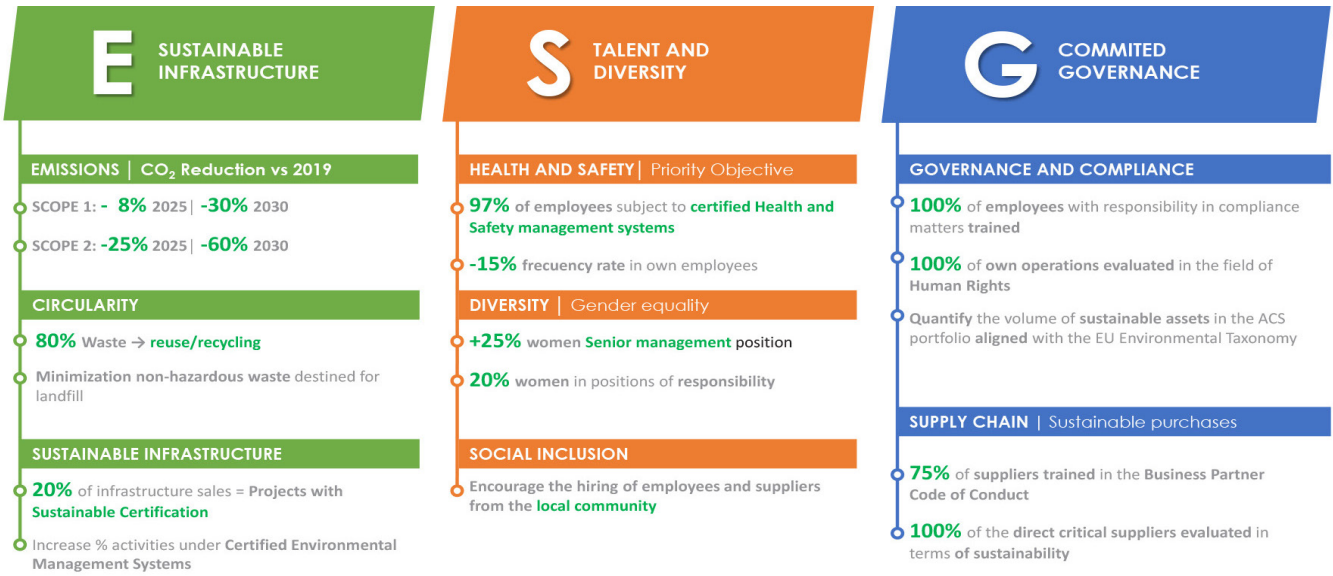 E
SUSTAINABLE
INFRASTRUCTURE
EMISSIONS | CO₂ Reduction vs 2019
SCOPE 1: - 8% 2025| -30% 2030
SCOPE 2: -25% 2025| -60% 2030
CIRCULARITY
80% Waste → reuse/recycling
Minimization non-hazardous waste destined for
landfill
SUSTAINABLE INFRASTRUCTURE
20% of infrastructure sales = Projects with
Sustainable Certification
Increase % activities under Certified Environmental
Management Systems
S
TALENT AND
DIVERSITY
HEALTH AND SAFETY| Priority Objective
97% of employees subject to certified Health and
Safety management systems
-15% frecuency rate in own employees
DIVERSITY | Gender equality
+25% women Senior management position
20% women in positions of responsibility
SOCIAL INCLUSION
Encourage the hiring of employees and suppliers
from the local community
G
COMMITED
GOVERNANCE
GOVERNANCE AND COMPLIANCE
100% of employees with responsibility in compliance
matters trained
100% of own operations evaluated in the field of
Human Rights
Quantify the volume of sustainable assets in the ACS
portfolio aligned with the EU Environmental Taxonomy
SUPPLY CHAIN | Sustainable purchases
75% of suppliers trained in the Business Partner
Code of Conduct
100% of the direct critical suppliers evaluated in
terms of sustainability